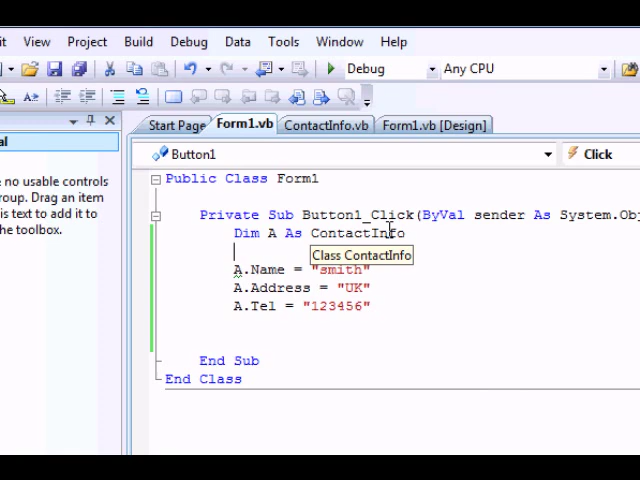 it View Project Build Debug Data Tools Window Help
Debug Any CPU
al
e no usable controls
roup. Drag an item
is text to add it to
he toolbox.
Start Page Form1.vb ContactInfo.vb Form1.vb [Design]
Button1 Click
Public Class Form1
Private Sub Button1_Click(ByVal sender As System.Obj
Dim A As ContactInfo
Class ContactInfo
A.Name = "smith"
A.Address = "UK"
A.Tel = "123456"
End Sub
End Class